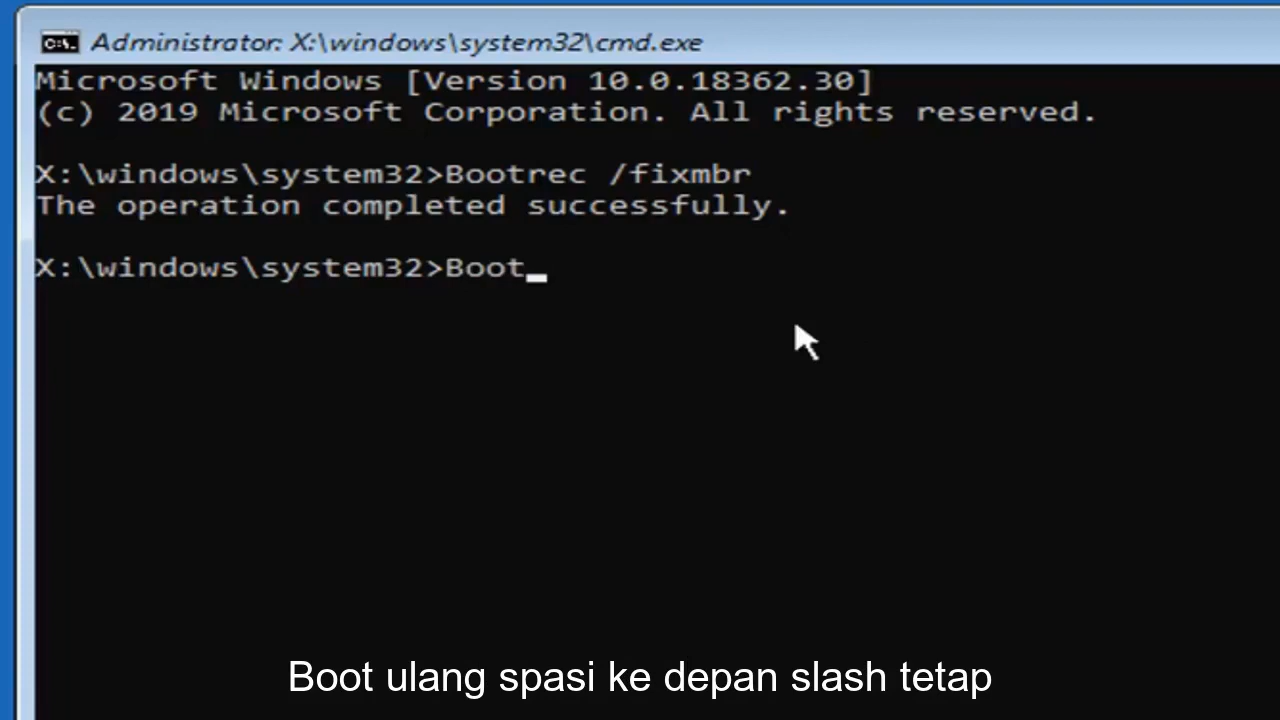 Administrator: X:\windows\system32\cmd.exe
Microsoft Windows [Version 10.0.18362.30]
(c) 2019 Microsoft Corporation. All rights reserved.
X:\windows\system32>Bootrec /fixmbr
The operation completed successfully.
X:\windows\system32>Boot_
Boot ulang spasi ke depan slash tetap